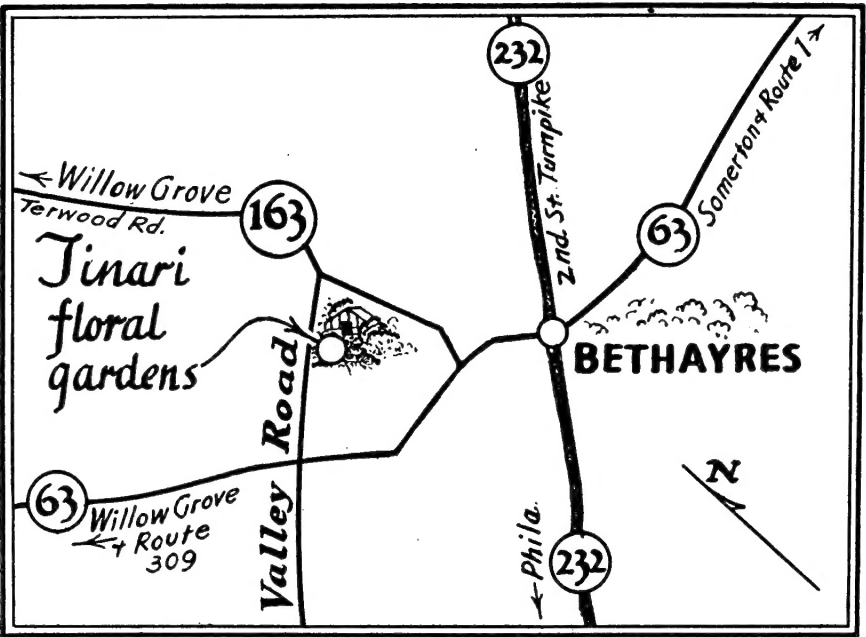 232
Somerton & Route 1
2nd St. Turnpike
← Willow Grove
Terwood Rd.
163
63
Tinari
floral
gardens
BETHAYRES
Valley Road
63
Willow Grove
← + Route
309
N
← Phila.
232